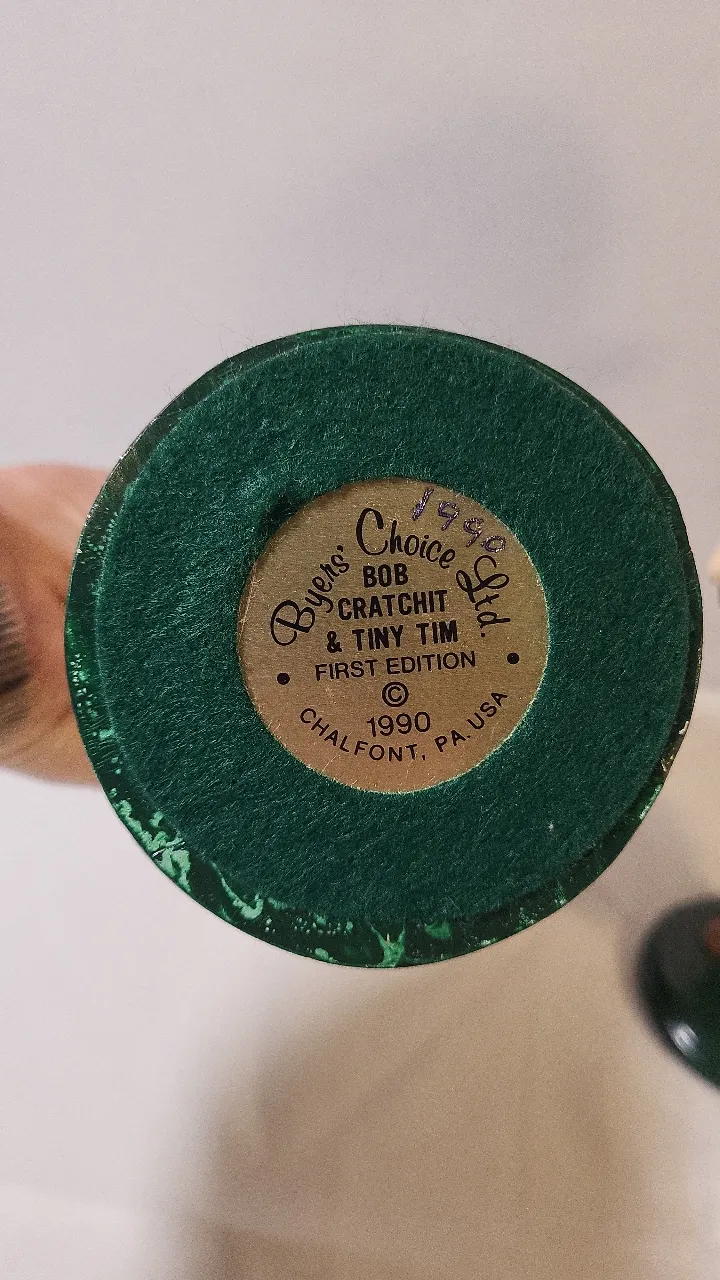 1990
Byers' Choice Ltd.
BOB
CRATCHIT
& TINY TIM
• FIRST EDITION •
©
1990
CHALFONT, PA. USA